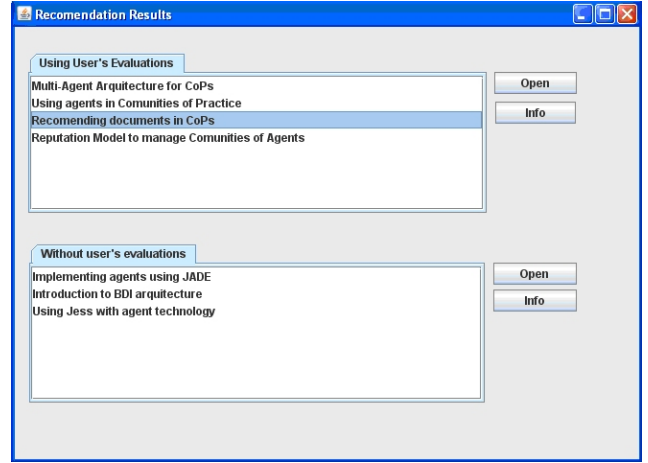 Recomendation Results
Using User's Evaluations
Multi-Agent Arquitecture for CoPs
Using agents in Comunities of Practice
Recomending documents in CoPs
Reputation Model to manage Comunities of Agents
Open
Info
Without user's evaluations
Implementing agents using JADE
Introduction to BDI arquitecture
Using Jess with agent technology
Open
Info